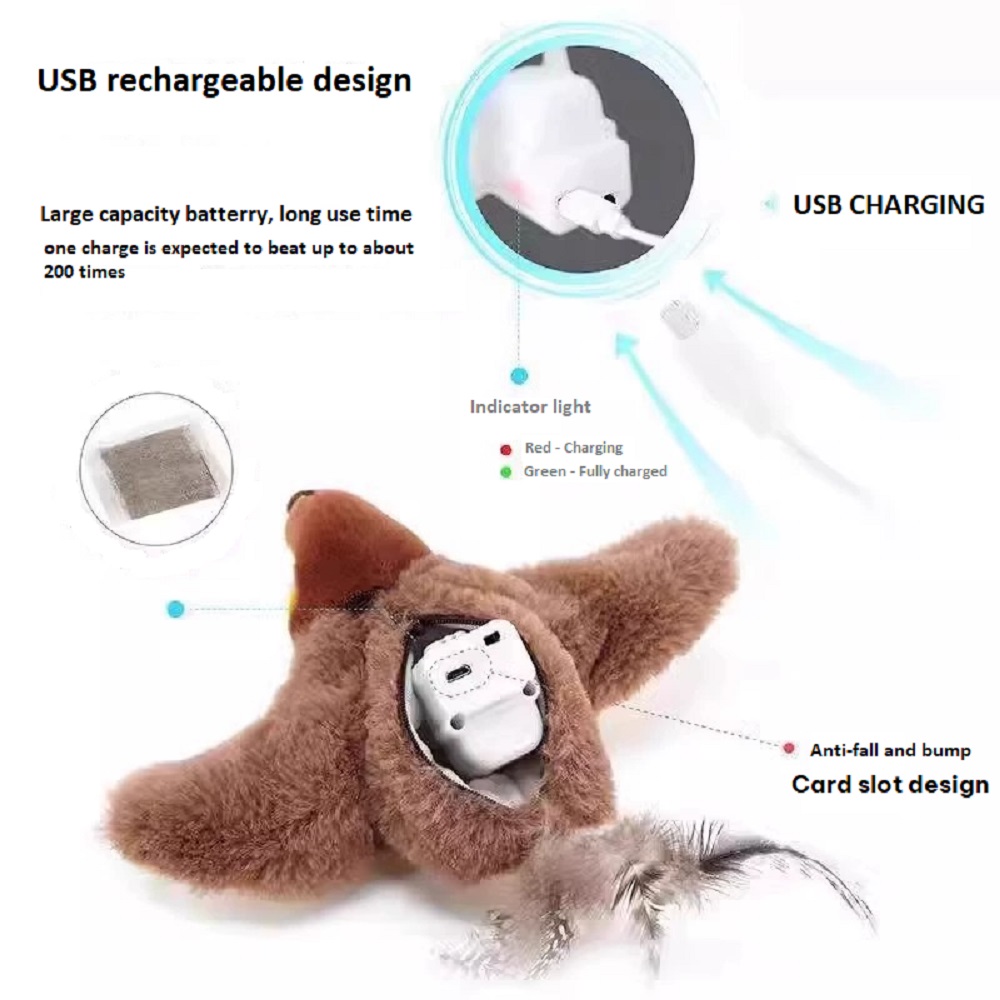 USB rechargeable design
Large capacity batterry, long use time
one charge is expected to beat up to about
200 times
USB CHARGING
Indicator light
Red - Charging
Green - Fully charged
Anti-fall and bump
Card slot design